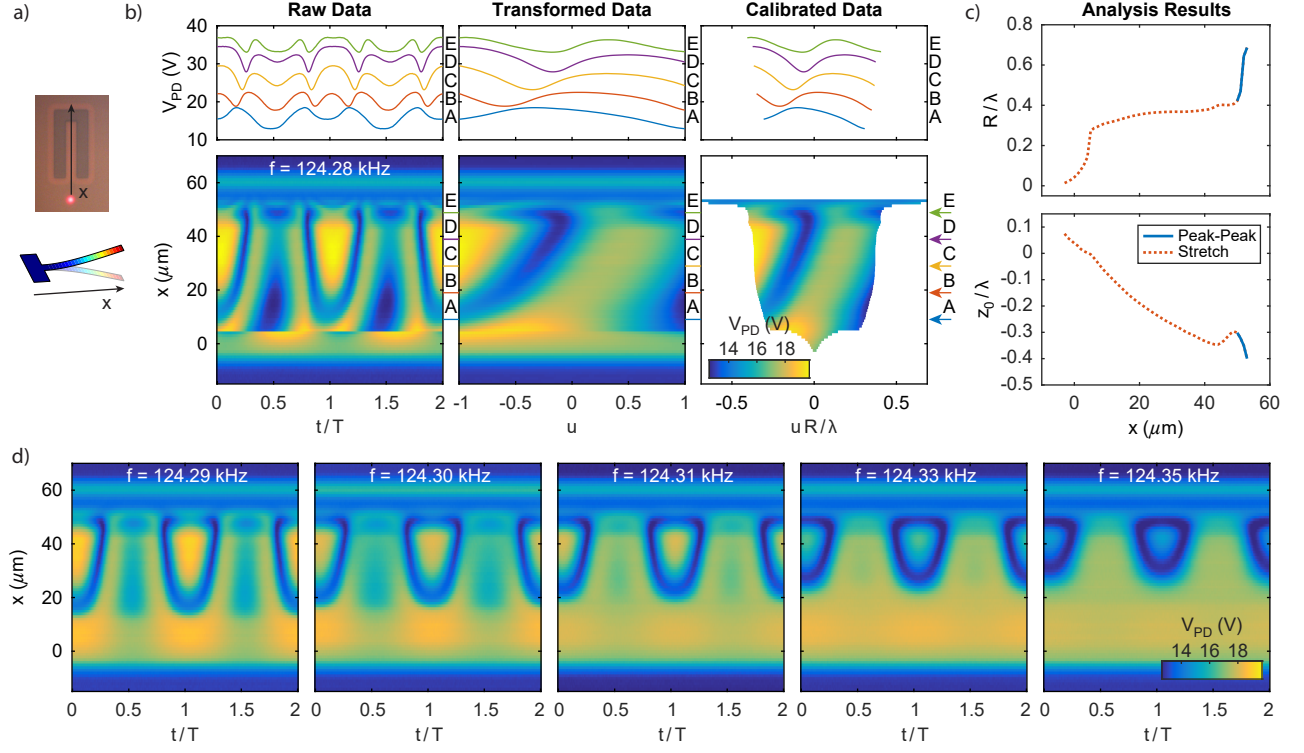 a)
b)
c)
Raw Data
Transformed Data
Calibrated Data
Analysis Results
V_PD (V)
40
30
20
10
E
D
C
B
A
E
D
C
B
A
x
x
f = 124.28 kHz
x (μm)
60
40
20
0
E
D
C
B
A
E
D
C
B
A
V_PD (V)
14 16 18
0 0.5 1 1.5 2
t/T
-1 -0.5 0 0.5 1
u
-0.5 0 0.5
u R/λ
R/λ
0.8
0.6
0.4
0.2
0
z_0/λ
0.1
0
-0.1
-0.2
-0.3
-0.4
-0.5
Peak-Peak
Stretch
0 20 40 60
x (μm)
d)
f = 124.29 kHz
f = 124.30 kHz
f = 124.31 kHz
f = 124.33 kHz
f = 124.35 kHz
x (μm)
60
40
20
0
V_PD (V)
14 16 18
0 0.5 1 1.5 2
t/T
0 0.5 1 1.5 2
t/T
0 0.5 1 1.5 2
t/T
0 0.5 1 1.5 2
t/T
0 0.5 1 1.5 2
t/T